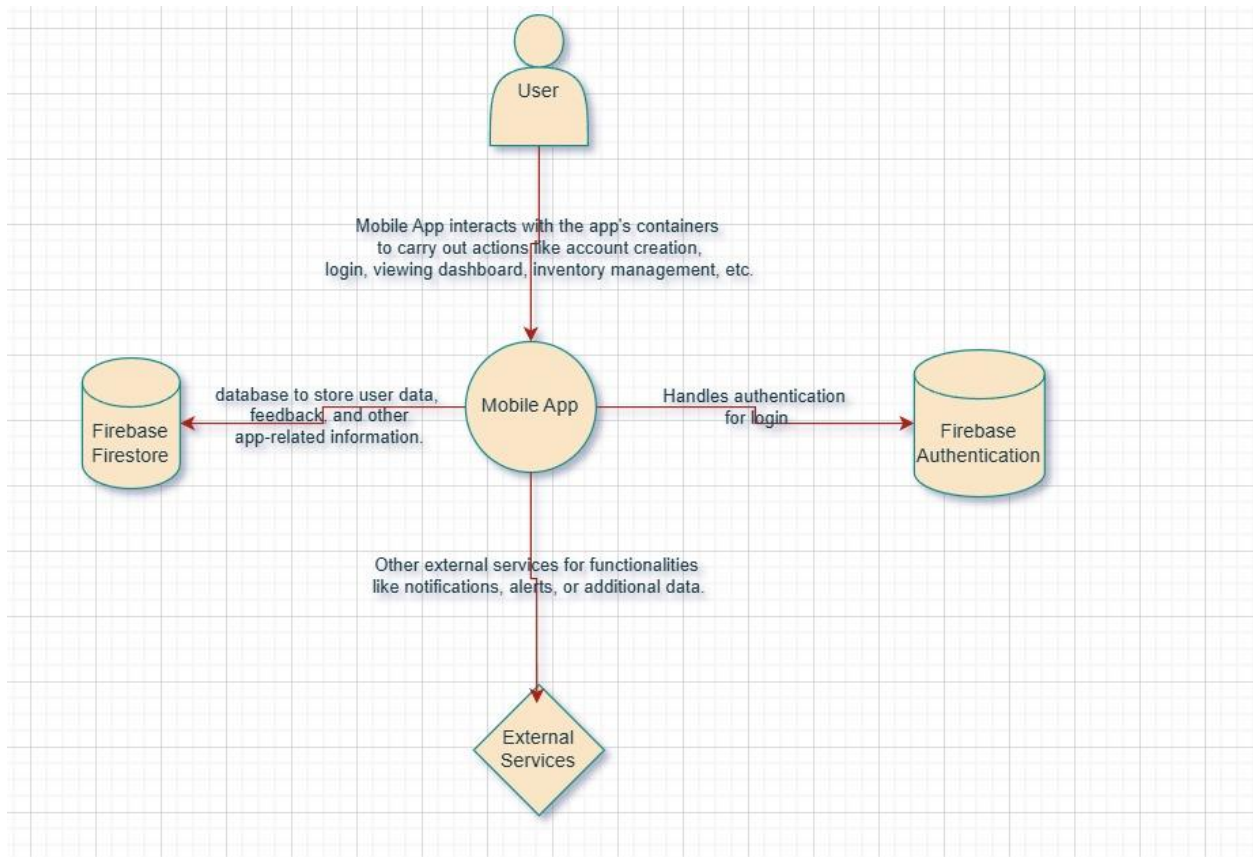 User
Mobile App interacts with the app's containers
to carry out actions like account creation,
login, viewing dashboard, inventory management, etc.
Mobile App
database to store user data,
feedback, and other
app-related information.
Firebase
Firestore
Handles authentication
for login
Firebase
Authentication
Other external services for functionalities
like notifications, alerts, or additional data.
External
Services